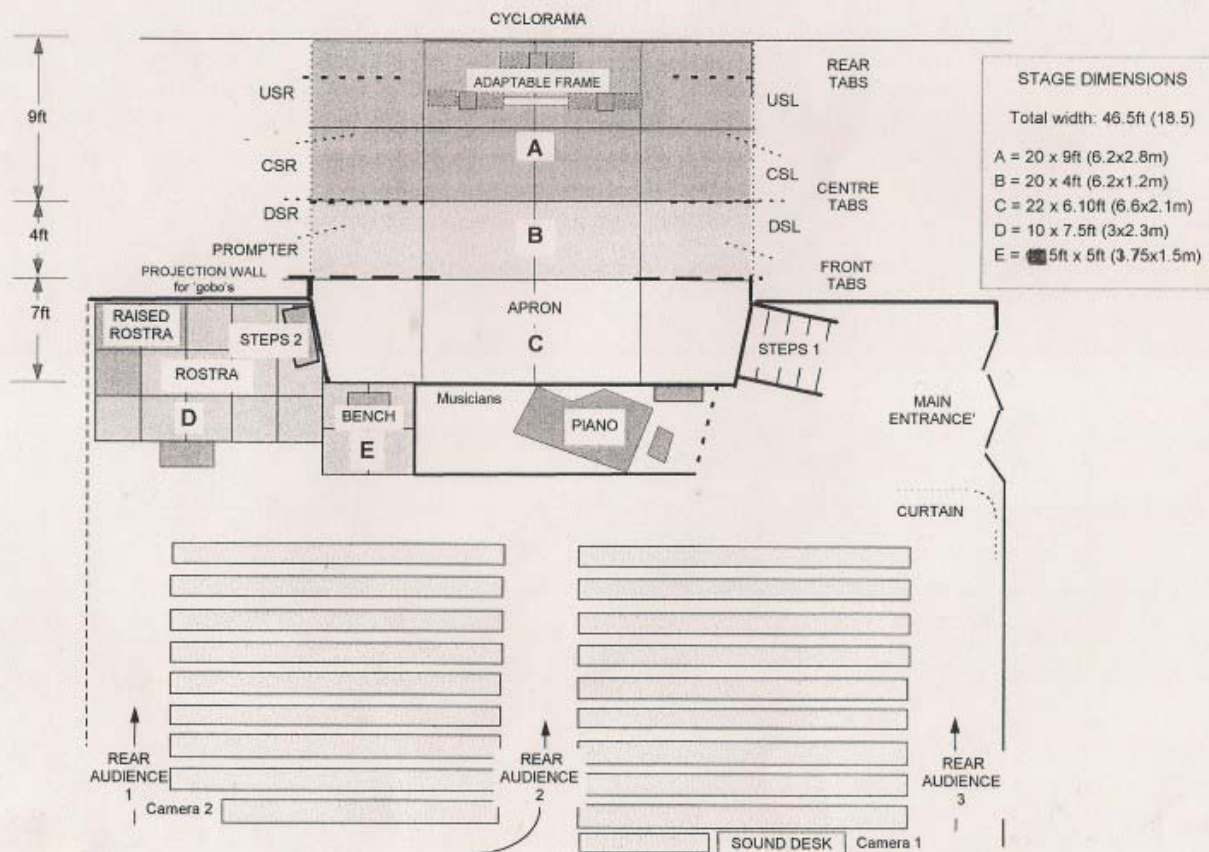 CYCLORAMA
9ft
4ft
7ft
USR
CSR
DSR
PROMPTER
PROJECTION WALL
for 'gobo's
ADAPTABLE FRAME
A
B
APRON
C
USL
CSL
DSL
REAR
TABS
CENTRE
TABS
FRONT
TABS
STAGE DIMENSIONS
Total width: 46.5ft (18.5)
A = 20 x 9ft (6.2x2.8m)
B = 20 x 4ft (6.2x1.2m)
C = 22 x 6.10ft (6.6x2.1m)
D = 10 x 7.5ft (3x2.3m)
E = 5ft x 5ft (3.75x1.5m)
RAISED
ROSTRA
STEPS 2
ROSTRA
D
BENCH
E
Musicians
PIANO
STEPS 1
MAIN
ENTRANCE'
CURTAIN
REAR
AUDIENCE
1
REAR
AUDIENCE
2
REAR
AUDIENCE
3
Camera 2
SOUND DESK
Camera 1